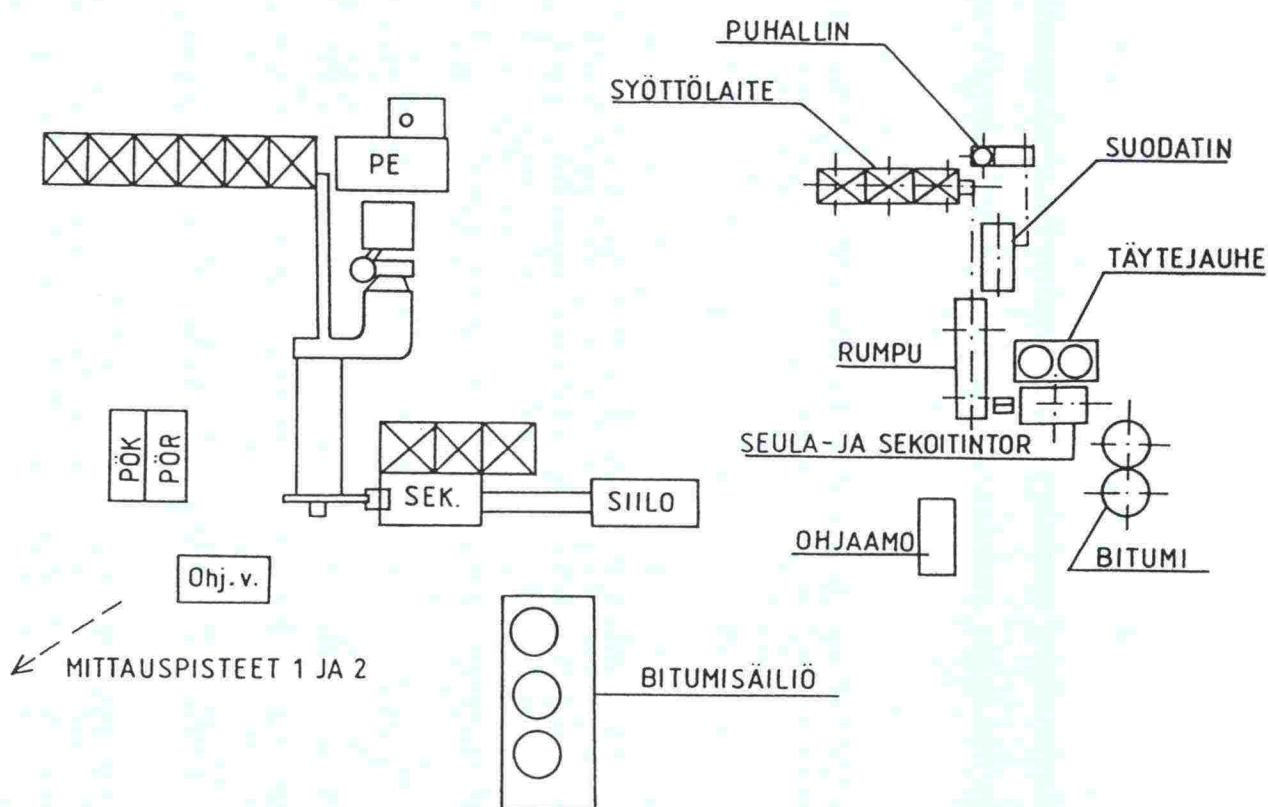 PUHALLIN
SYÖTTÖLAITE
SUODATIN
PE
TÄYTEJAUHE
RUMPU
PÖK
PÖR
SEULA-JA SEKOITINTOR
SEK.
SIILO
OHJAAMO
BITUMI
Ohj.v.
MITTAUSPISTEET 1 JA 2
BITUMISÄILIÖ